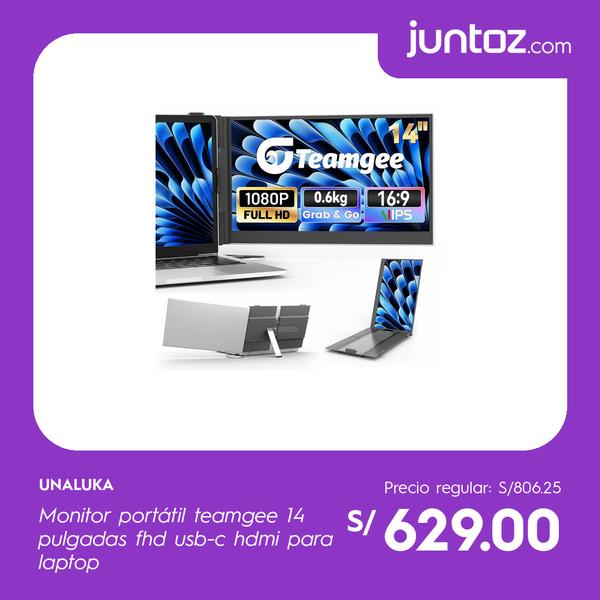 juntoz.com
14"
Teamgee
1080P
FULL HD
0.6kg
Grab & Go
16:9
IPS
UNALUKA
Monitor portátil teamgee 14
pulgadas fhd usb-c hdmi para
laptop
Precio regular: S/806.25
S/ 629.00